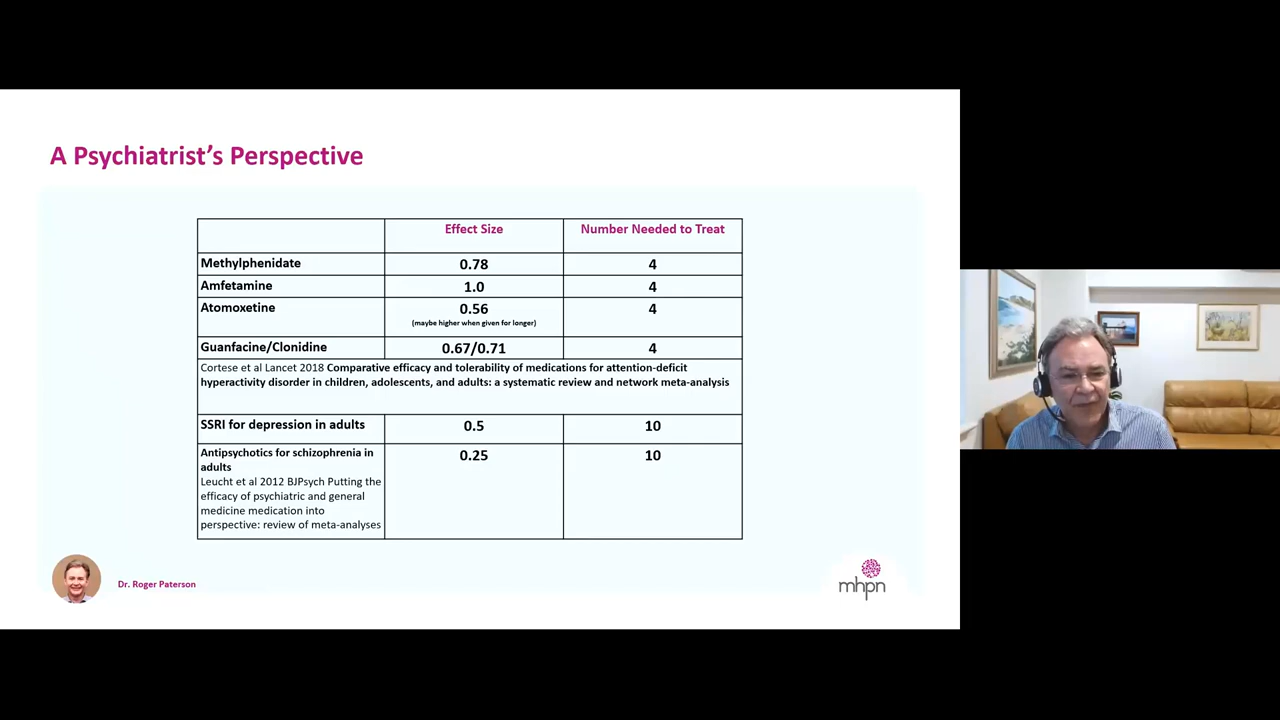 A Psychiatrist's Perspective
Effect Size
Number Needed to Treat
Methylphenidate
0.78
4
Amfetamine
1.0
4
Atomoxetine
0.56
4
(maybe higher when given for longer)
Guanfacine/Clonidine
0.67/0.71
4
Cortese et al Lancet 2018 Comparative efficacy and tolerability of medications for attention-deficit
hyperactivity disorder in children, adolescents, and adults: a systematic review and network meta-analysis
SSRI for depression in adults
0.5
10
Antipsychotics for schizophrenia in
adults
0.25
10
Leucht et al 2012 BJPsych Putting the
efficacy of psychiatric and general
medicine medication into
perspective: review of meta-analyses
Dr. Roger Paterson
mhpn